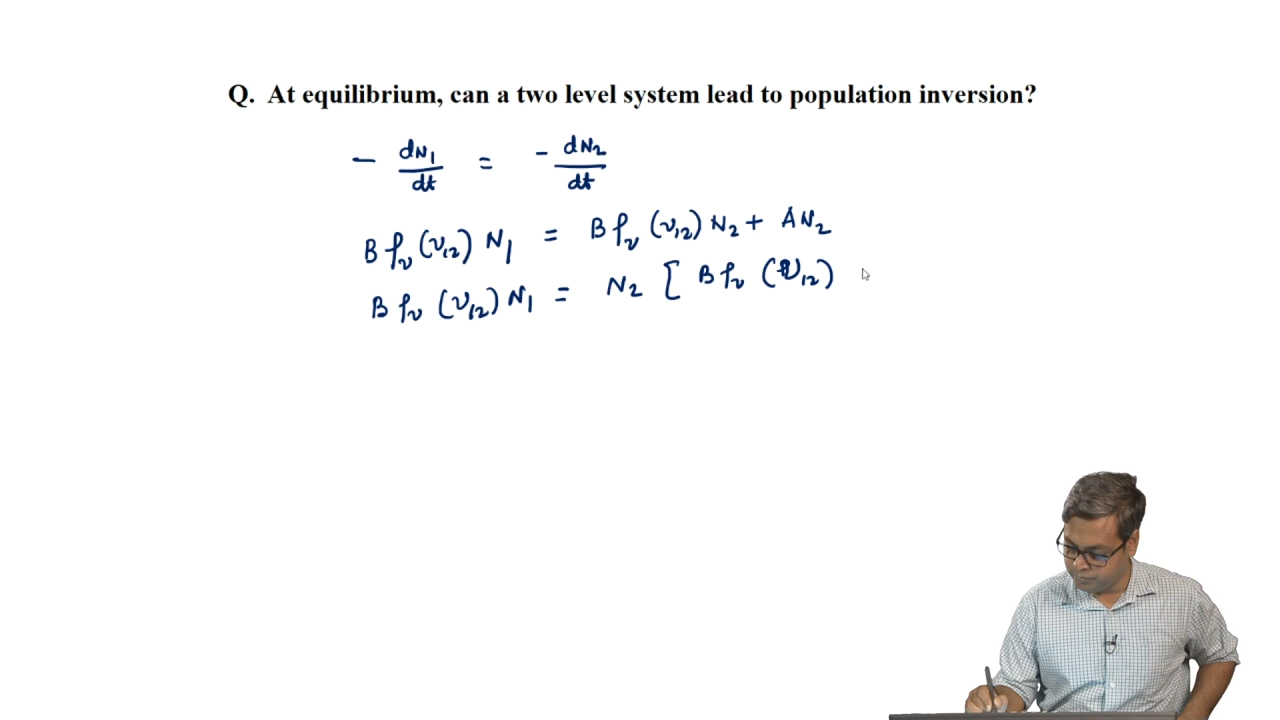 Q. At equilibrium, can a two level system lead to population inversion?
- dN₁/dt = - dN₂/dt
B ρᵥ (ν₁₂) N₁ = B ρᵥ (ν₁₂) N₂ + A N₂
B ρᵥ (ν₁₂) N₁ = N₂ [ B ρᵥ (ν₁₂)